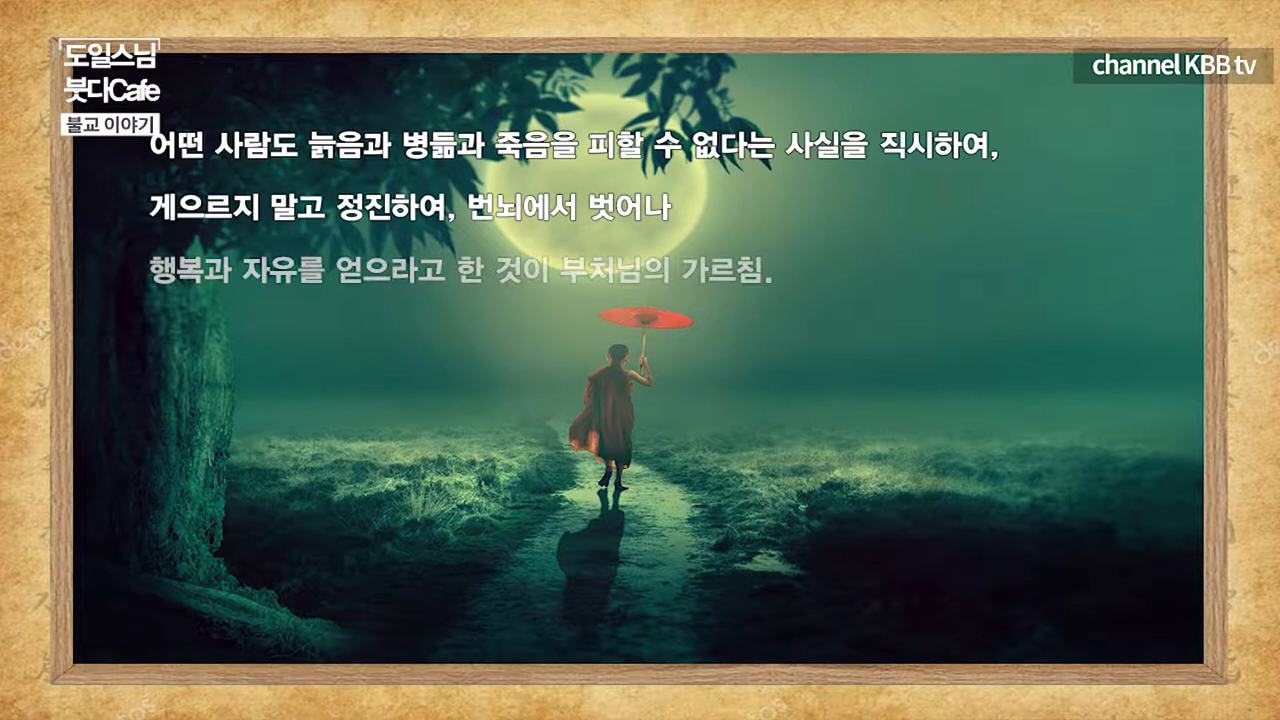 도일스님
붓다Cafe
불교 이야기
channel KBB tv
어떤 사람도 늙음과 병듦과 죽음을 피할 수 없다는 사실을 직시하여,
게으르지 말고 정진하여, 번뇌에서 벗어나
행복과 자유를 얻으라고 한 것이 부처님의 가르침.